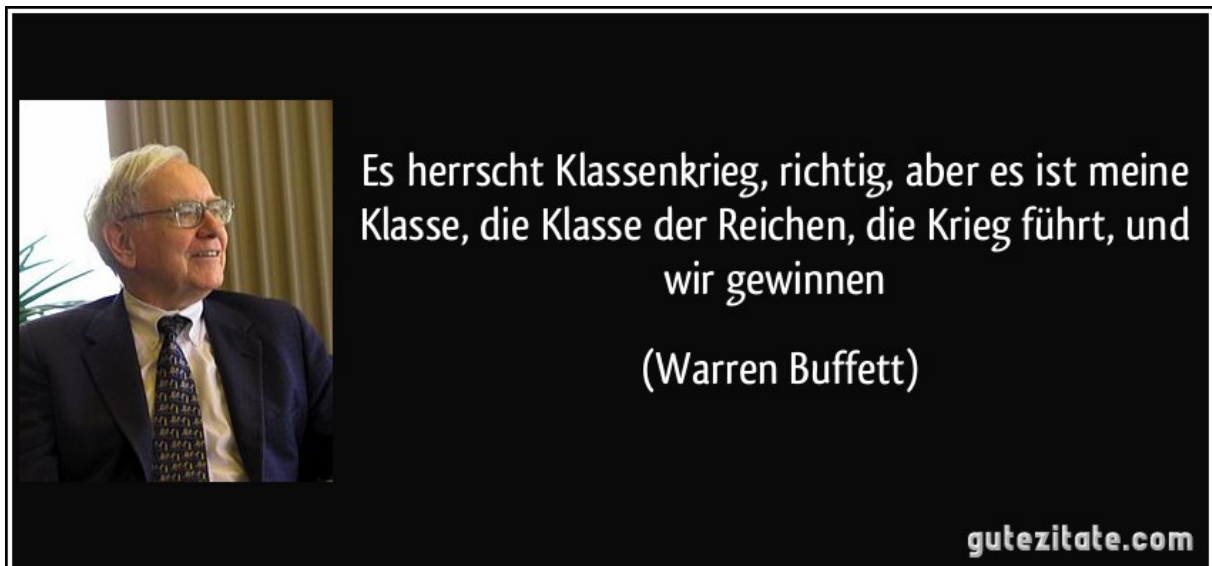 Es herrscht Klassenkrieg, richtig, aber es ist meine
Klasse, die Klasse der Reichen, die Krieg führt, und
wir gewinnen
(Warren Buffett)
gutezitate.com